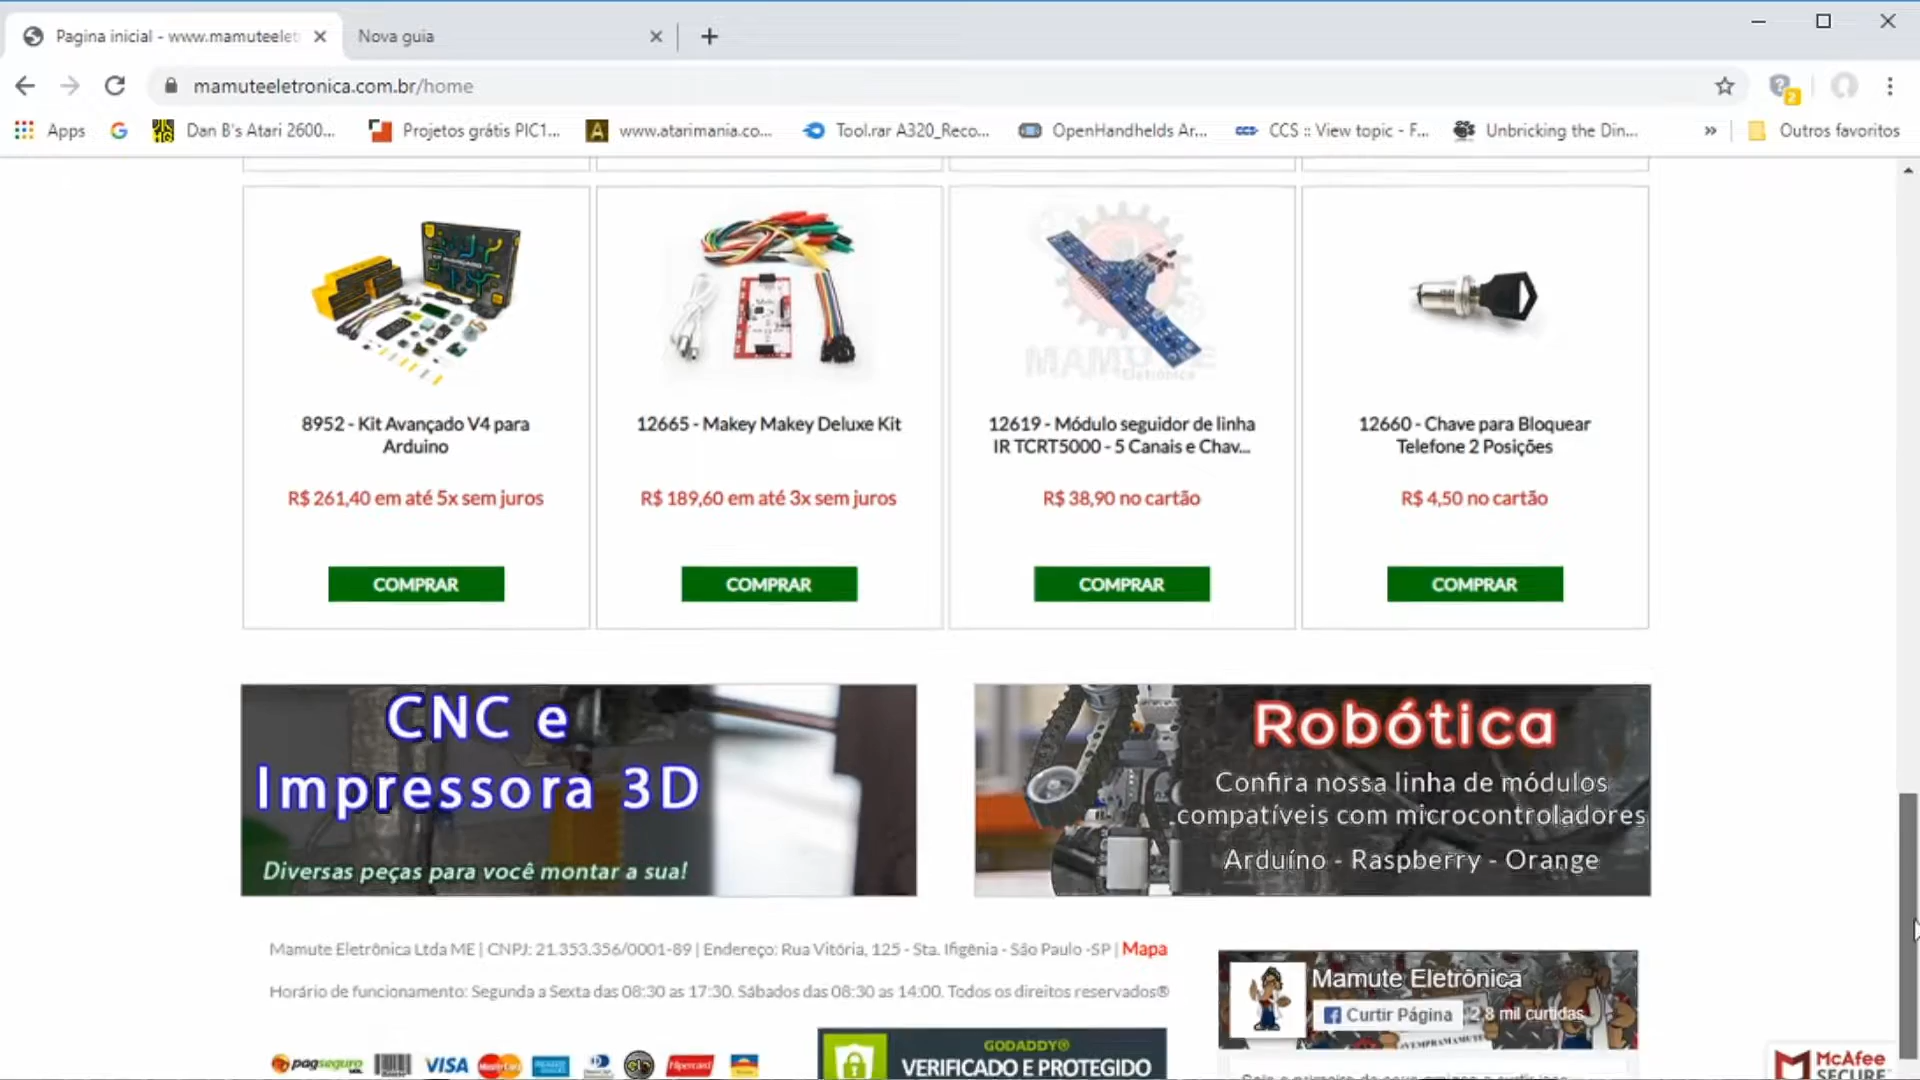 Pagina inicial - www.mamuteelet
Nova guia
mamuteeletronica.com.br/home
Apps
Dan B's Atari 2600...
Projetos grátis PIC1...
www.atarimania.co...
Tool.rar A320_Reco...
OpenHandhelds Ar...
CCS :: View topic - F...
Unbricking the Din...
»
Outros favoritos
8952 - Kit Avançado V4 para
Arduino
R$ 261,40 em até 5x sem juros
COMPRAR
12665 - Makey Makey Deluxe Kit
R$ 189,60 em até 3x sem juros
COMPRAR
MAMUTE
Eletrônica
12619 - Módulo seguidor de linha
IR TCRT5000 - 5 Canais e Chav...
R$ 38,90 no cartão
COMPRAR
12660 - Chave para Bloquear
Telefone 2 Posições
R$ 4,50 no cartão
COMPRAR
CNC e
Impressora 3D
Diversas peças para você montar a sua!
Robótica
Confira nossa linha de módulos
compatíveis com microcontroladores
Arduíno - Raspberry - Orange
Mamute Eletrônica Ltda ME | CNPJ: 21.353.356/0001-89 | Endereço: Rua Vitória, 125 - Sta. Ifigênia - São Paulo -SP | Mapa
Horário de funcionamento: Segunda a Sexta das 08:30 as 17:30. Sábados das 08:30 as 14:00. Todos os direitos reservados®
pagseguro
VISA
MasterCard
Hipercard
GODADDY®
VERIFICADO E PROTEGIDO
Mamute Eletrônica
Curtir Página
2,8 mil curtidas
#VEMPRAMAMUTE
McAfee
SECURE